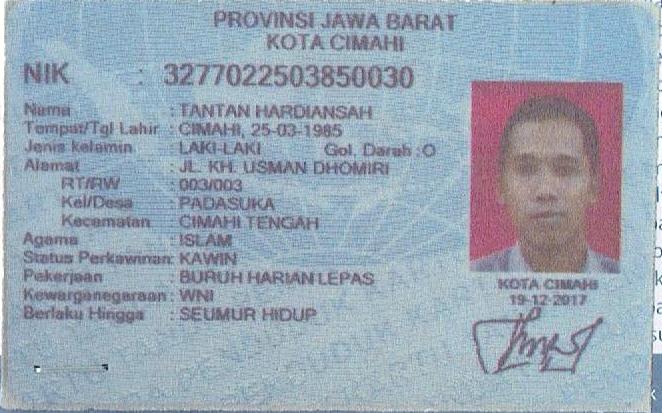 PROVINSI JAWA BARAT
KOTA CIMAHI
NIK : 3277022503850030
Nama : TANTAN HARDIANSAH
Tempat/Tgl Lahir : CIMAHI, 25-03-1985
Jenis kelamin : LAKI-LAKI Gol. Darah :O
Alamat : JL. KH. USMAN DHOMIRI
RT/RW : 003/003
Kel/Desa : PADASUKA
Kecamatan : CIMAHI TENGAH
Agama : ISLAM
Status Perkawinan: KAWIN
Pekerjaan : BURUH HARIAN LEPAS
Kewarganegaraan : WNI
Berlaku Hingga : SEUMUR HIDUP
KOTA CIMAHI
19-12-2017